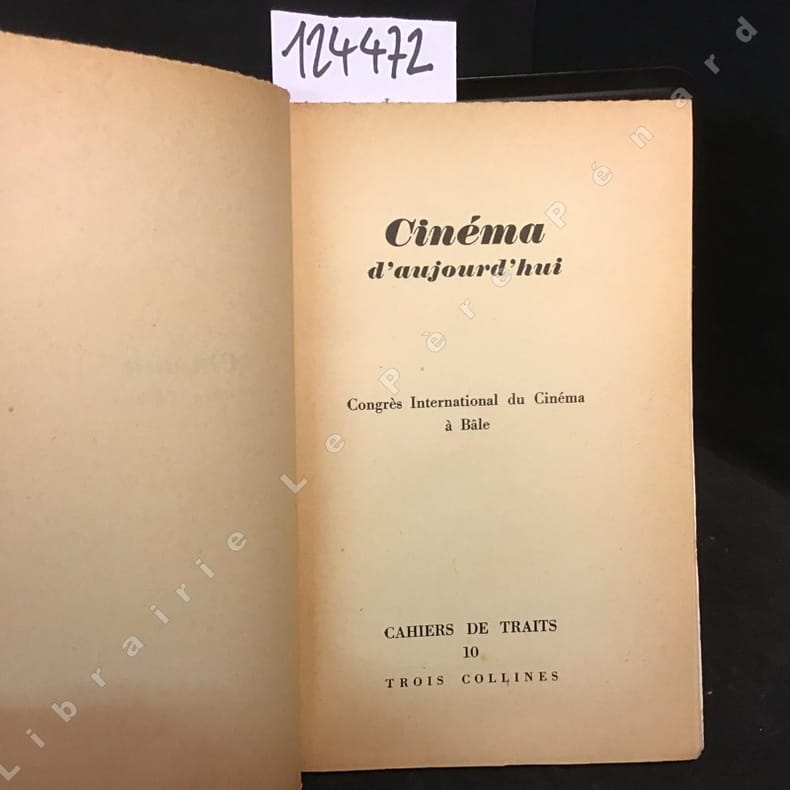 124472
Cinéma
d'aujourd'hui
Congrès International du Cinéma
à Bâle
CAHIERS DE TRAITS
10
TROIS COLLINES
Librairie Le Père Pénard